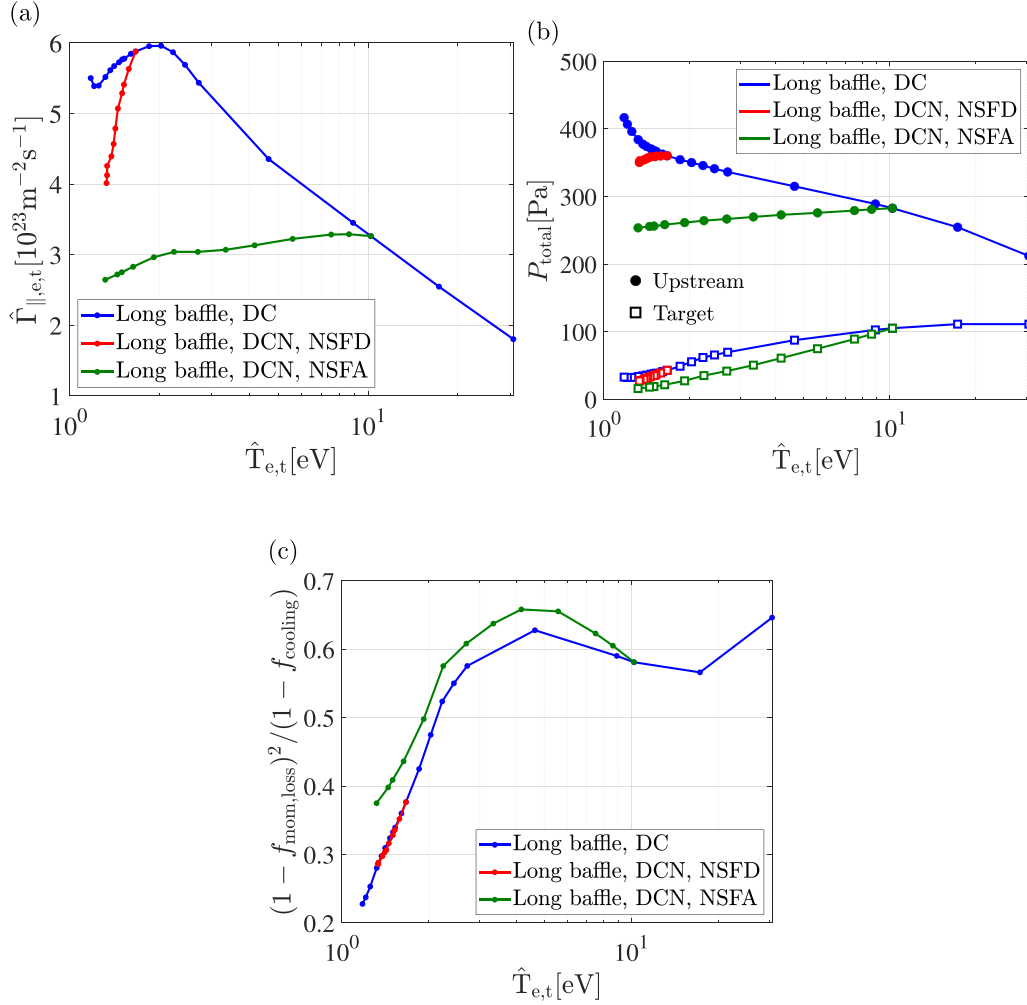 (a)
6
5
4
3
2
1
Γ̂∥,e,t[10²³m⁻²s⁻¹]
Long baffle, DC
Long baffle, DCN, NSFD
Long baffle, DCN, NSFA
10⁰
10¹
T̂e,t[eV]
(b)
500
400
300
200
100
0
Ptotal[Pa]
Long baffle, DC
Long baffle, DCN, NSFD
Long baffle, DCN, NSFA
Upstream
Target
10⁰
10¹
T̂e,t[eV]
(c)
0.7
0.6
0.5
0.4
0.3
0.2
(1 − fmom,loss)²/(1 − fcooling)
Long baffle, DC
Long baffle, DCN, NSFD
Long baffle, DCN, NSFA
10⁰
10¹
T̂e,t[eV]